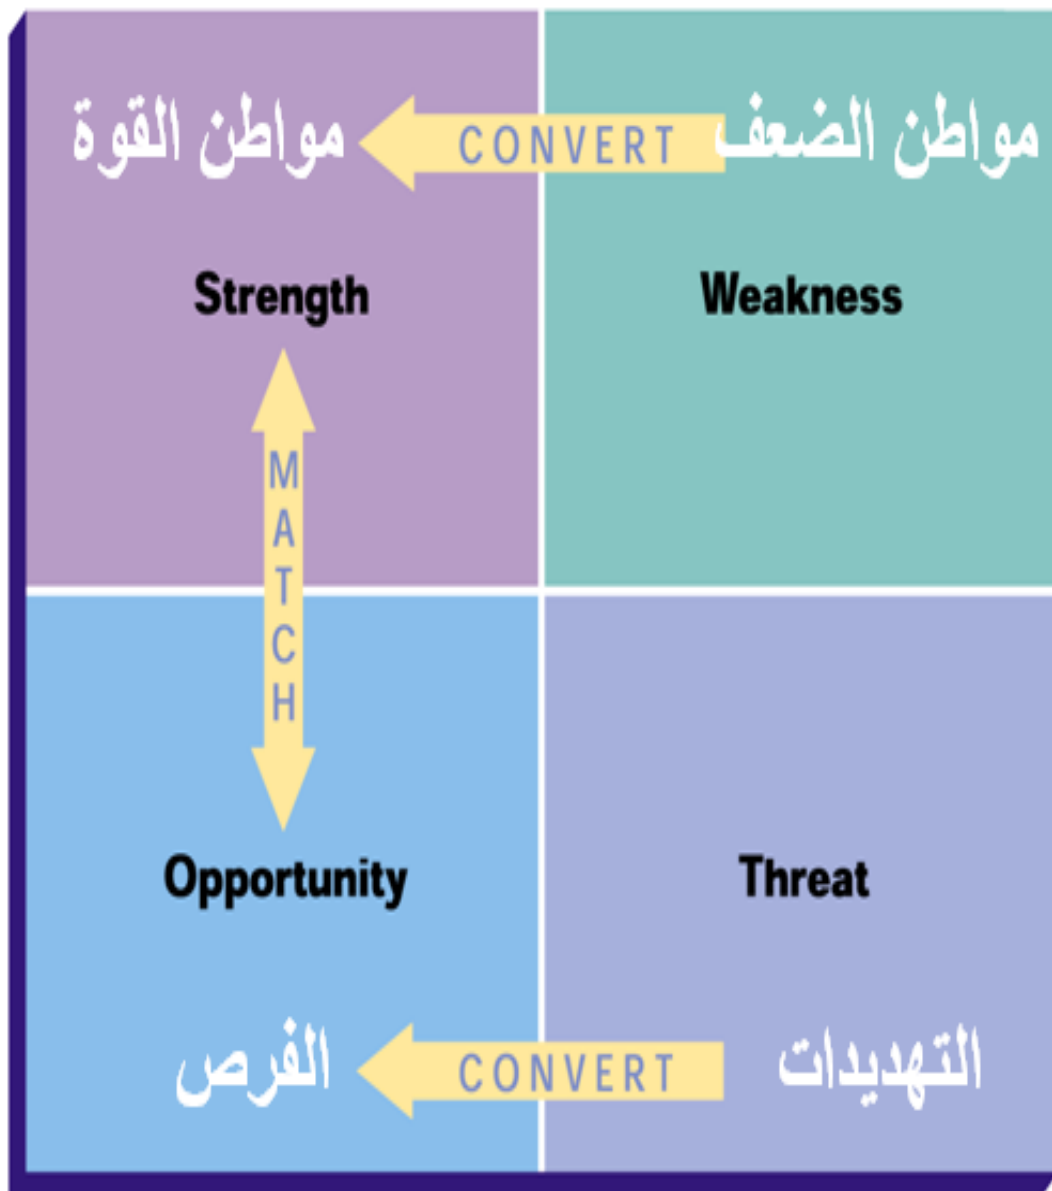 مواطن القوة
CONVERT
مواطن الضعف
Strength
Weakness
MATCH
Opportunity
Threat
الفرص
CONVERT
التهديدات